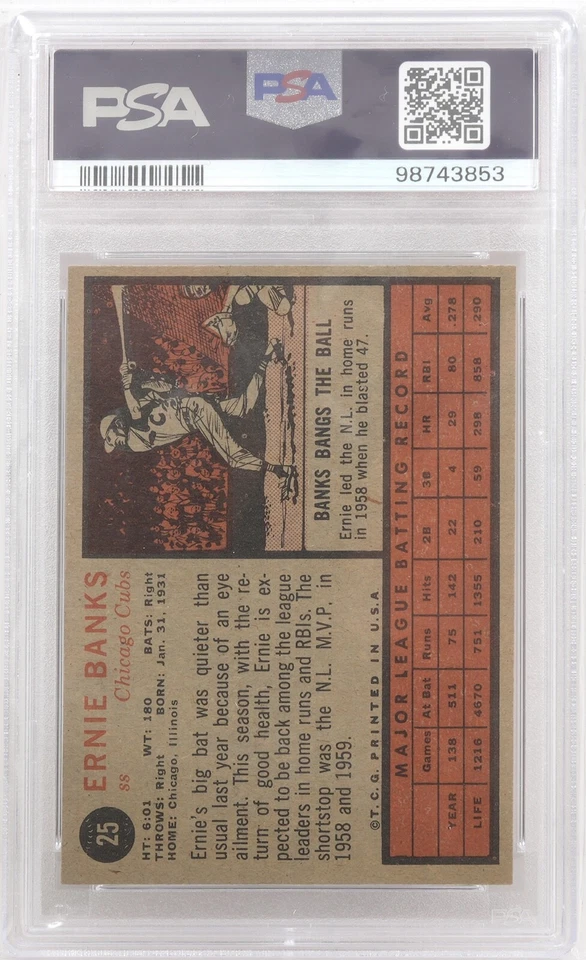 PSA
PSA
98743853
25
ERNIE BANKS
ss
Chicago Cubs
HT: 6:01 WT: 180 BATS: Right
THROWS: Right BORN: Jan. 31, 1931
HOME: Chicago, Illinois
Ernie's big bat was quieter than
usual last year because of an eye
ailment. This season, with the re-
turn of good health, Ernie is ex-
pected to be back among the league
leaders in home runs and RBIs. The
shortstop was the N.L. M.V.P. in
1958 and 1959.
C
BANKS BANGS THE BALL
Ernie led the N.L. in home runs
in 1958 when he blasted 47.
©T.C.G. PRINTED IN U.S.A
MAJOR LEAGUE BATTING RECORD
Games At Bat Runs Hits 2B 3B HR RBI Avg
YEAR 138 511 75 142 22 4 29 80 .278
LIFE 1216 4670 751 1355 210 59 298 858 .290